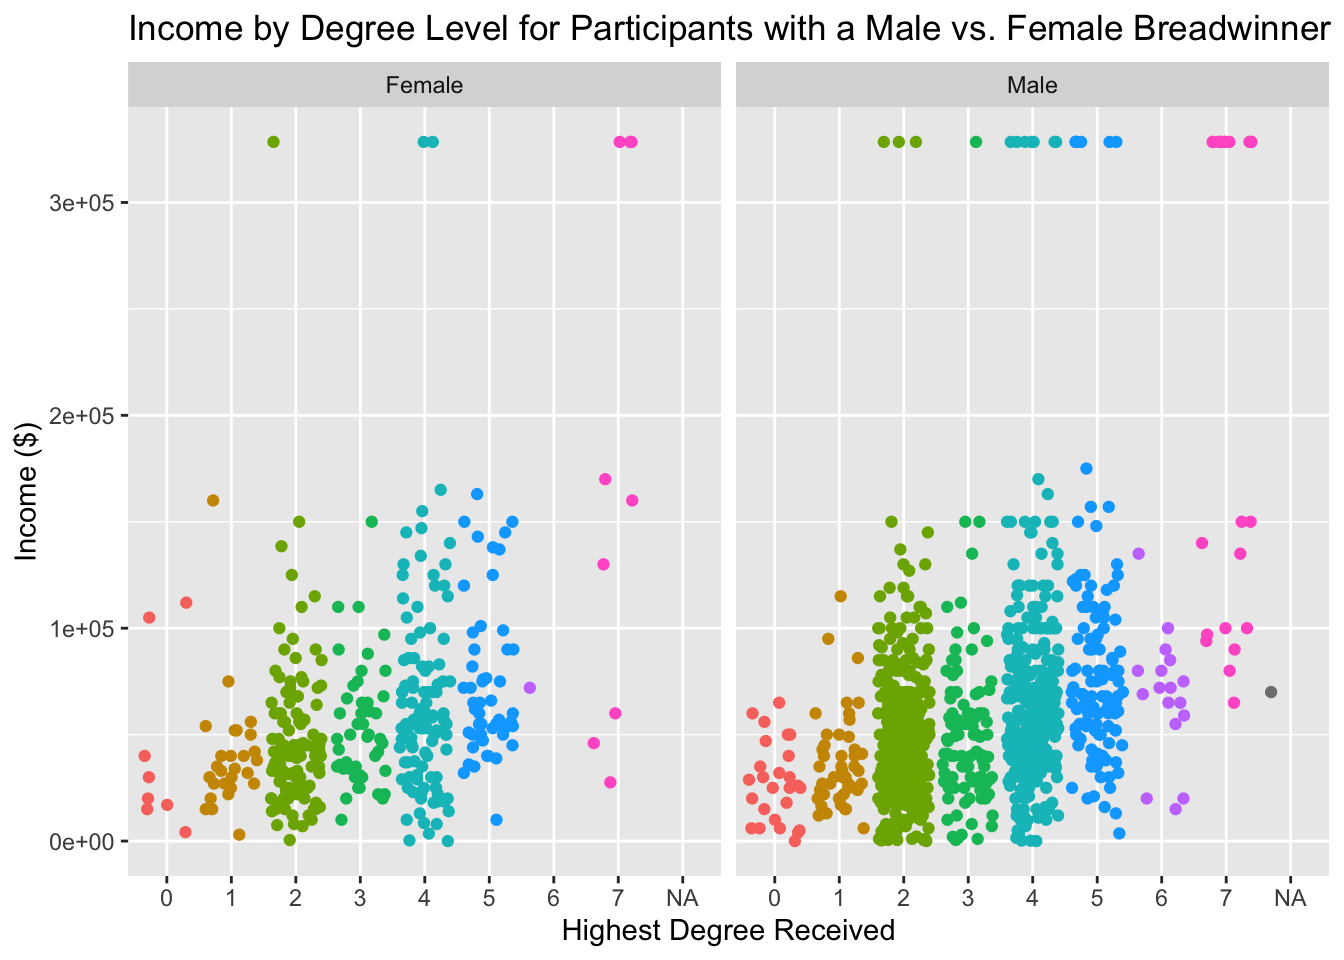 Income by Degree Level for Participants with a Male vs. Female Breadwinner
Female
Male
Income ($)
3e+05
2e+05
1e+05
0e+00
0 1 2 3 4 5 6 7 NA
0 1 2 3 4 5 6 7 NA
Highest Degree Received